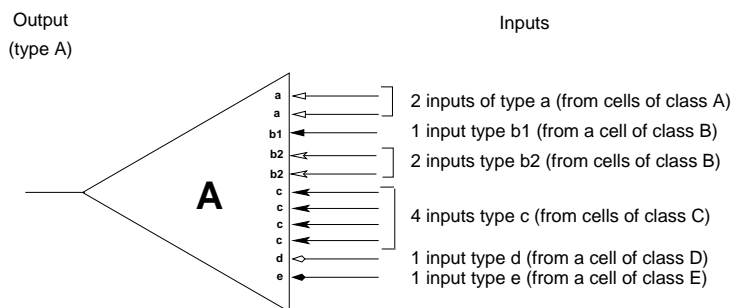 Output
(type A)
Inputs
a
a
b1
b2
b2
c
c
c
c
d
e
A
2 inputs of type a (from cells of class A)
1 input type b1 (from a cell of class B)
2 inputs type b2 (from cells of class B)
4 inputs type c (from cells of class C)
1 input type d (from a cell of class D)
1 input type e (from a cell of class E)